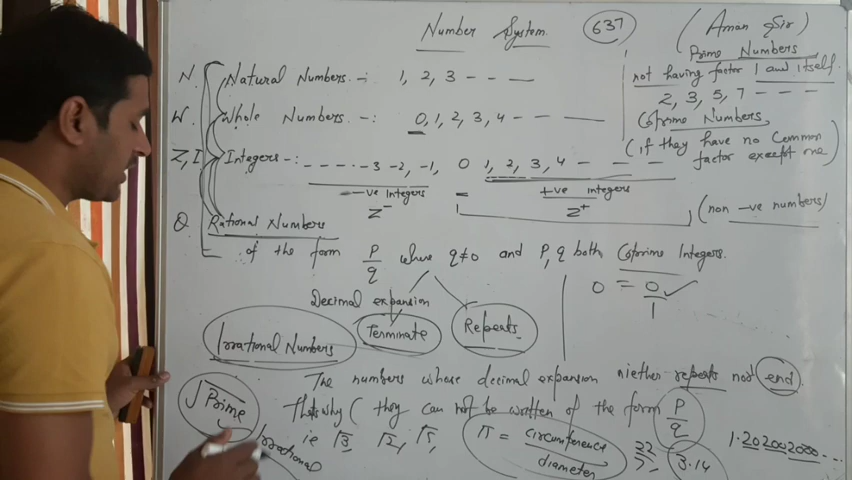 Number System
637
(Aman Sir)
Prime Numbers
not having factor 1 and itself.
2, 3, 5, 7 - - -
Coprime Numbers,
(if they have no common
factor except one)
N. Natural Numbers -: 1, 2, 3 - - - -
W. Whole Numbers -: 0, 1, 2, 3, 4 - - - -
Z, I Integers -: - - - - - -3 -2, -1, 0 1, 2, 3, 4 - - - -
-ve integers
+ve integers
Z⁻
Z⁺
(non -ve numbers)
Q. Rational Numbers
of the form P/q where q≠0 and P, q both Coprime Integers.
0 = 0/1 ✓
Decimal expansion
Terminate
Repeats
Irrational Numbers
The numbers whose decimal expansion niether repeats not end
√Prime
Irrational
That's why (they can not be written of the form P/q
ie √3, √2, √5,
π = circumference/diameter
22/7,
3.14
1.202002000...